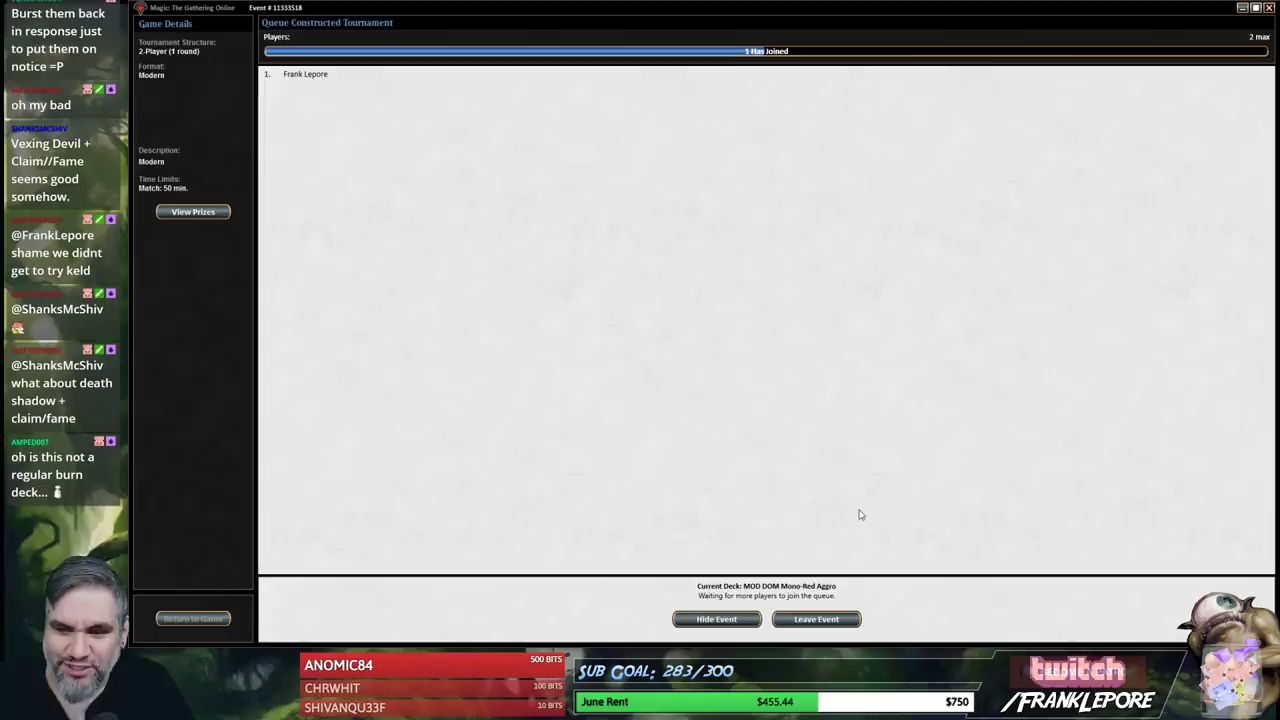 Magic: The Gathering Online
Event # 11333518
Game Details
Tournament Structure:
2-Player (1 round)
Format:
Modern
Description:
Modern
Time Limits:
Match: 50 min.
View Prizes
Return to Game
Queue Constructed Tournament
Players:
2 max
1 Has Joined
1.
Frank Lepore
Current Deck: MOD DOM Mono-Red Aggro
Waiting for more players to join the queue.
Hide Event
Leave Event
Burst them back
in response just
to put them on
notice =P
oh my bad
SHANKSMCSHIV
Vexing Devil +
Claim//Fame
seems good
somehow.
@FrankLepore
shame we didnt
get to try keld
@ShanksMcShiv
@ShanksMcShiv
what about death
shadow +
claim/fame
AMPED007
oh is this not a
regular burn
deck...
ANOMIC84
500 BITS
CHRWHIT
100 BITS
SHIVANQU33F
10 BITS
SUB GOAL: 283/300
June Rent
$455.44
$750
twitch
/FRANKLEPORE